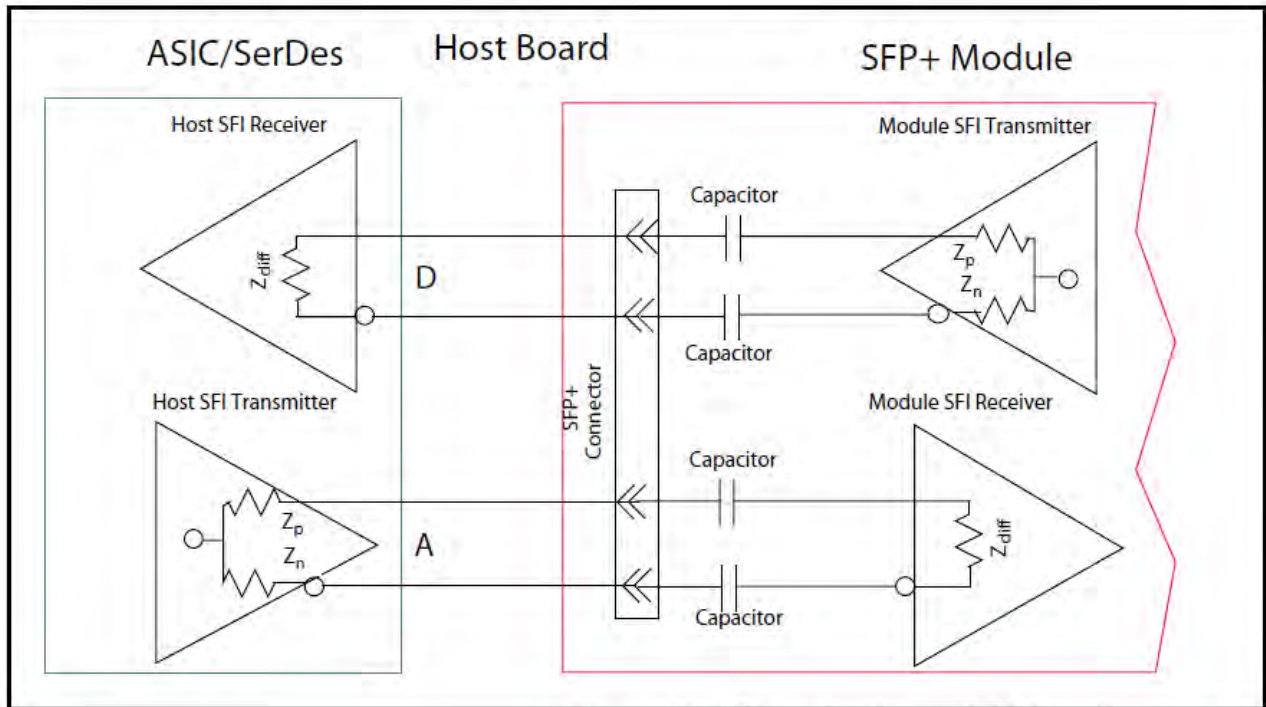 ASIC/SerDes
Host Board
SFP+ Module
Host SFI Receiver
Module SFI Transmitter
Capacitor
Zdiff
D
Zp
Zn
Capacitor
Host SFI Transmitter
SFP+
Connector
Module SFI Receiver
Capacitor
Zp
Zn
A
Zdiff
Capacitor